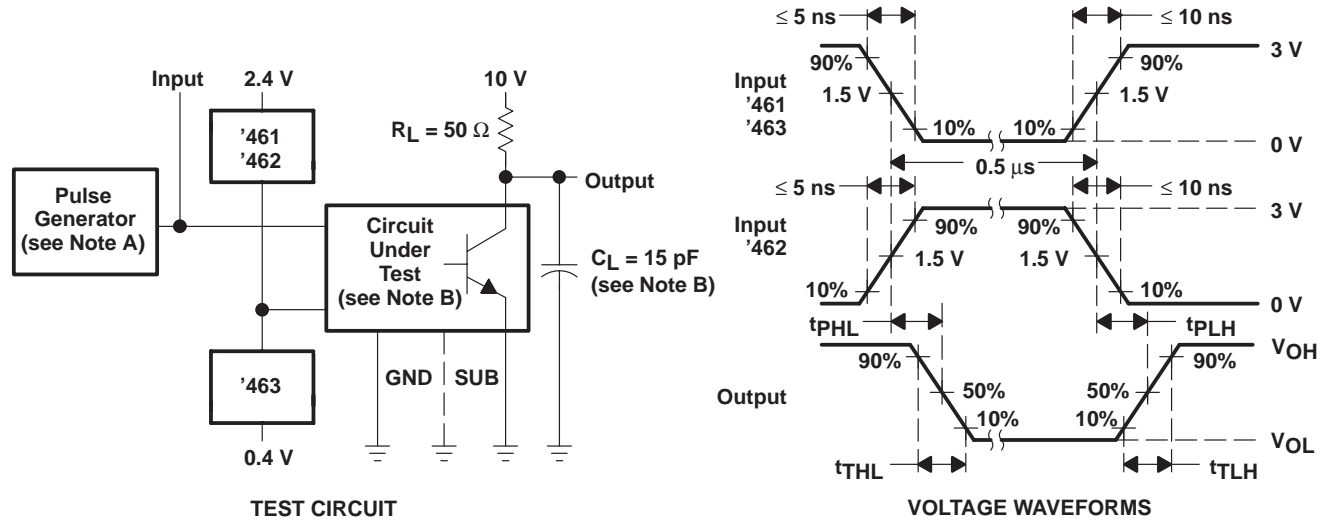 Input
2.4 V
10 V
'461
'462
RL = 50 Ω
Output
Pulse
Generator
(see Note A)
Circuit
Under
Test
(see Note B)
CL = 15 pF
(see Note B)
'463
GND
SUB
0.4 V
TEST CIRCUIT
≤ 5 ns
≤ 10 ns
3 V
90%
90%
Input
'461
'463
1.5 V
1.5 V
10%
10%
0 V
0.5 µs
≤ 5 ns
≤ 10 ns
3 V
90%
90%
Input
'462
1.5 V
1.5 V
10%
10%
0 V
tPHL
tPLH
VOH
90%
90%
Output
50%
50%
10%
10%
VOL
tTHL
tTLH
VOLTAGE WAVEFORMS